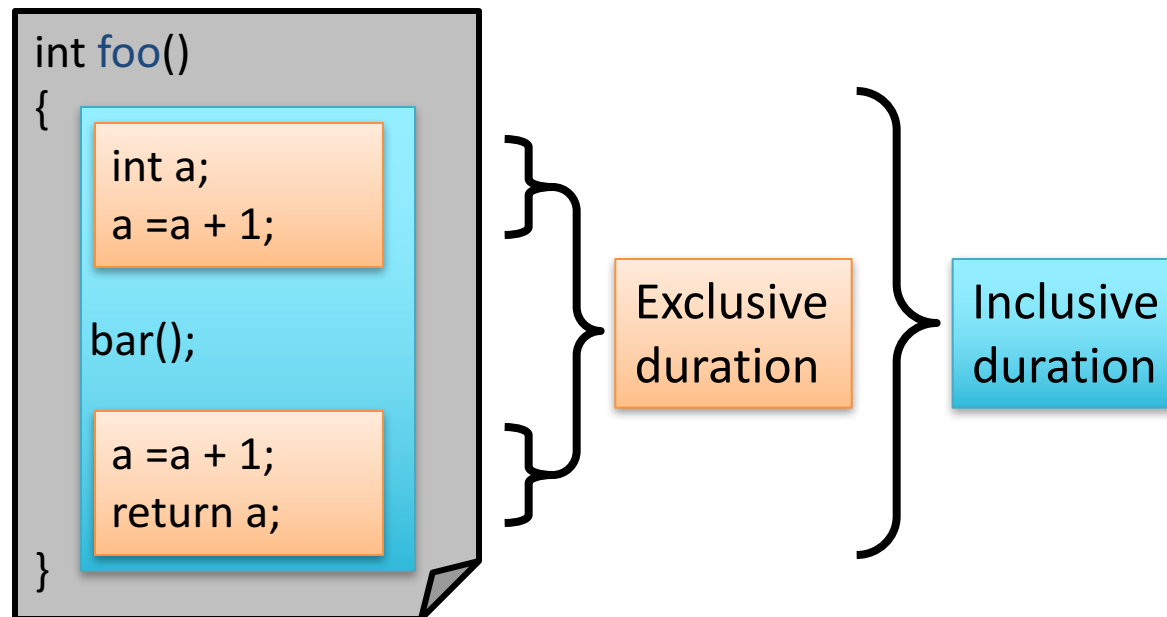 int foo()
{
int a;
a =a + 1;
bar();
a =a + 1;
return a;
}
Exclusive
duration
Inclusive
duration